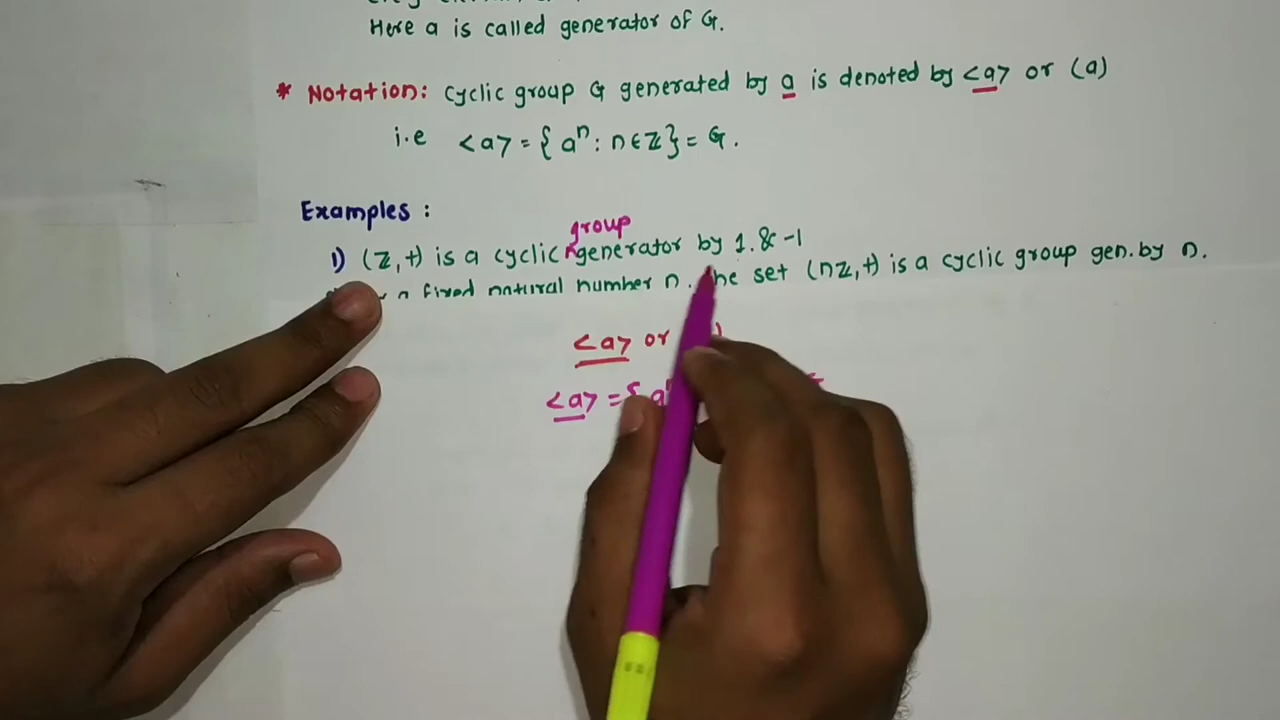 Here a is called generator of G.
* Notation: Cyclic group G generated by a is denoted by <a> or (a)
i.e <a> = { aⁿ : n∈Z } = G.
Examples :
group
1) (Z, +) is a cyclic ^ generator by 1. & -1
a fixed natural number n. The set (nZ, +) is a cyclic group gen. by n.
<a> or
<a> = {